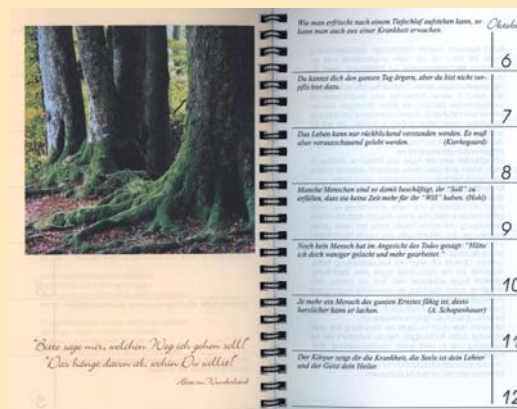 "Bitte sage mir, welchen Weg ich gehen soll?
"Das hängt davon ab, wohin Du willst!
Alice im Wunderland
Oktober
Wie man erfrischt nach einem Tiefschlaf aufstehen kann, so
kann man auch aus einer Krankheit erwachen.
6
Du kannst dich den ganzen Tag ärgern, aber du bist nicht ver-
pflichtet dazu.
7
Das Leben kann nur rückblickend verstanden werden. Es muß
aber vorausschauend gelebt werden. (Kierkegaard)
8
Manche Menschen sind so damit beschäftigt, ihr "Soll" zu
erfüllen, dass sie keine Zeit mehr für ihr "Will" haben. (Hohl)
9
Noch kein Mensch hat im Angesicht des Todes gesagt: "Hätte
ich doch weniger gelacht und mehr gearbeitet."
10
Je mehr ein Mensch des ganzen Ernstes fähig ist, desto
herzlicher kann er lachen. (A. Schopenhauer)
11
Der Körper zeigt dir die Krankheit, die Seele ist dein Lehrer
und der Geist dein Heiler
12